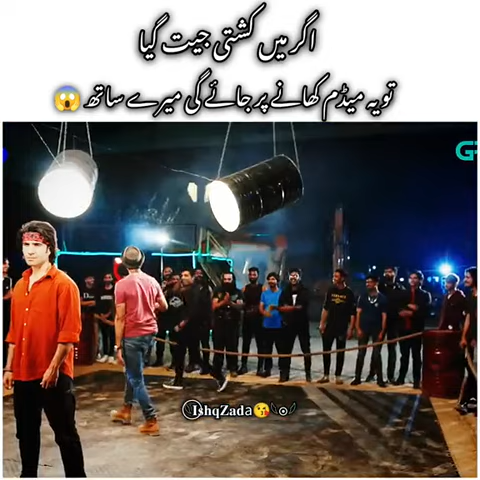 اگر میں کشتی جیت گیا
تو یہ میڈم کھانے پر جائے گی میرے ساتھ 😱
IshqZada😘